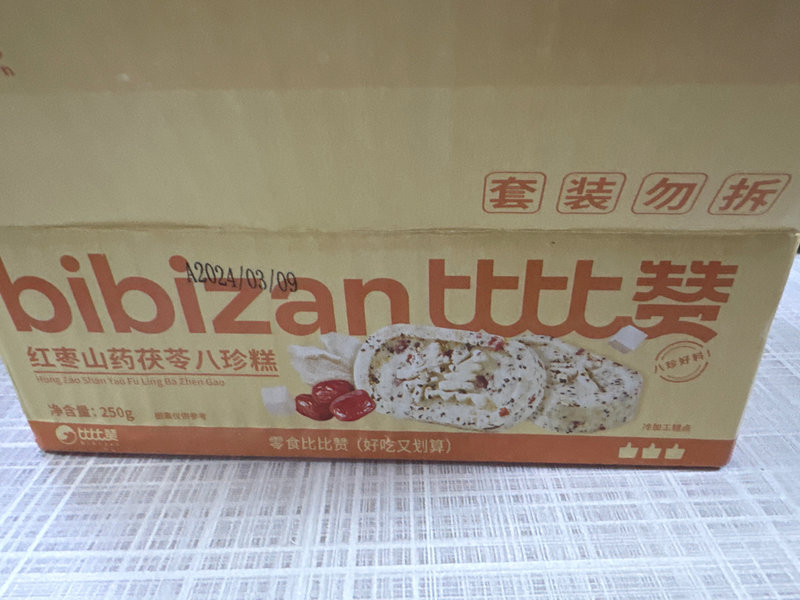 套装勿拆
A2024/03/09
bibizan 比比赞
红枣山药茯苓八珍糕
Hong Zao Shan Yao Fu Ling Ba Zhen Gao
八珍好料!
净含量: 250g
图案仅供参考
冷加工糕点
比比赞
零食比比赞（好吃又划算）